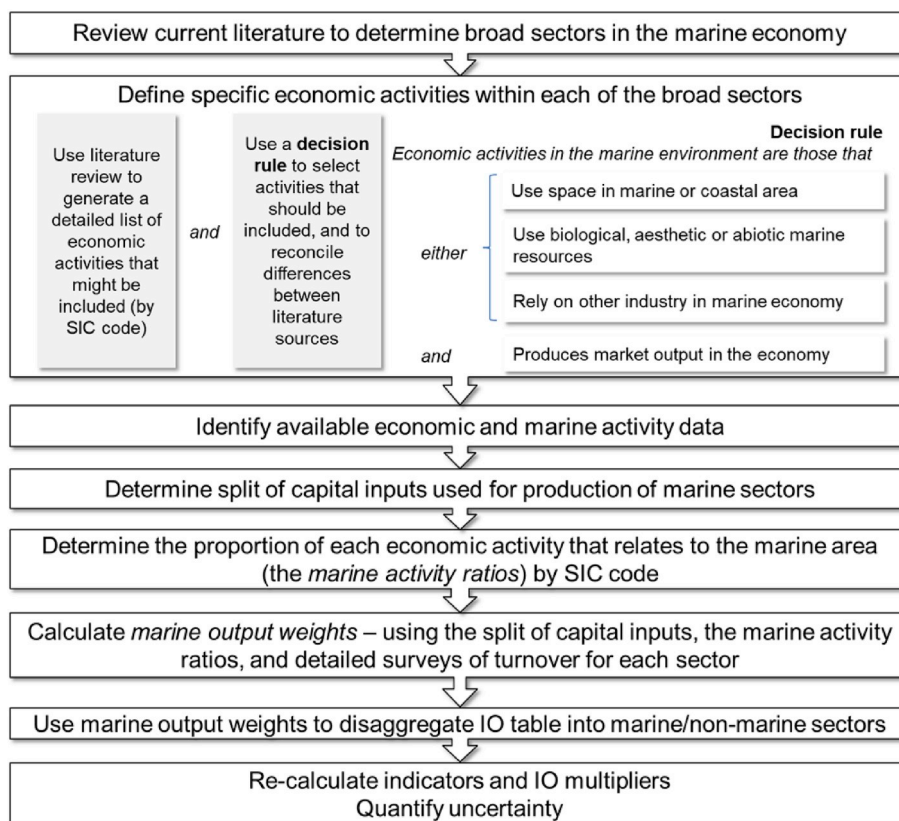 Review current literature to determine broad sectors in the marine economy
Define specific economic activities within each of the broad sectors
Use literature
review to
generate a
detailed list of
economic
activities that
might be
included (by
SIC code)
and
Use a decision
rule to select
activities that
should be
included, and to
reconcile
differences
between
literature
sources
Decision rule
Economic activities in the marine environment are those that
either
Use space in marine or coastal area
Use biological, aesthetic or abiotic marine
resources
Rely on other industry in marine economy
and
Produces market output in the economy
Identify available economic and marine activity data
Determine split of capital inputs used for production of marine sectors
Determine the proportion of each economic activity that relates to the marine area
(the marine activity ratios) by SIC code
Calculate marine output weights – using the split of capital inputs, the marine activity
ratios, and detailed surveys of turnover for each sector
Use marine output weights to disaggregate IO table into marine/non-marine sectors
Re-calculate indicators and IO multipliers
Quantify uncertainty